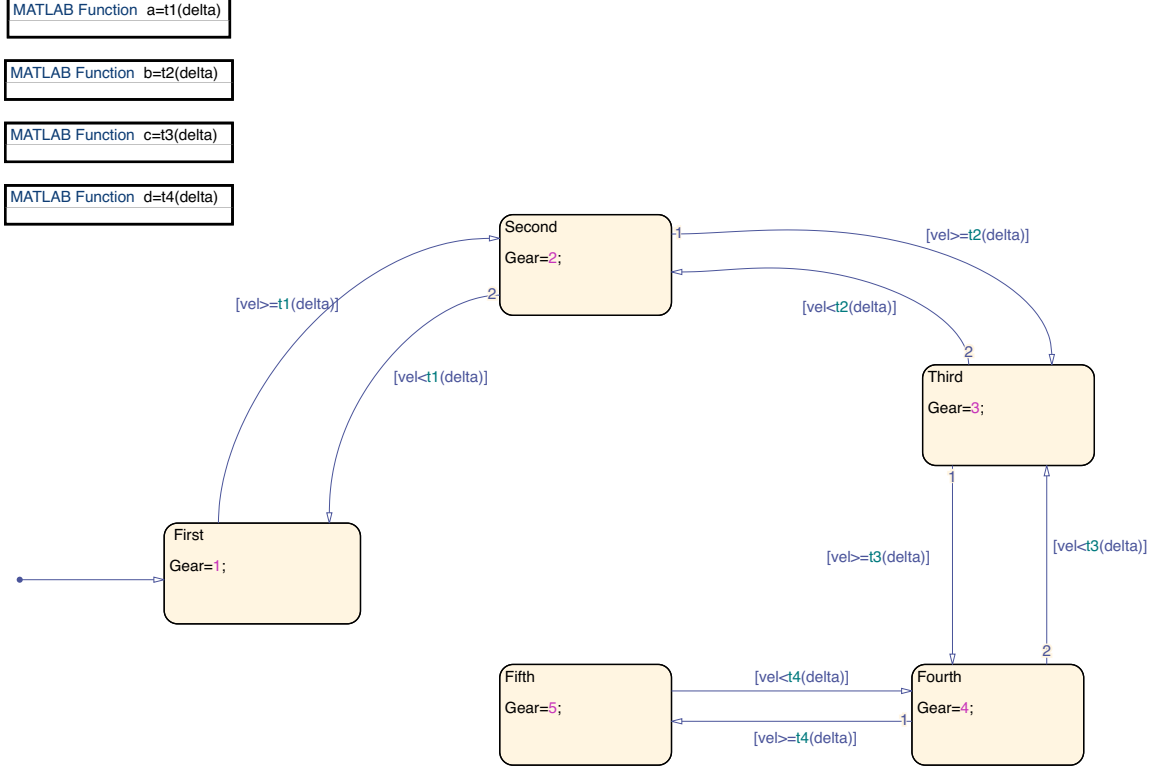 MATLAB Function a=t1(delta)
MATLAB Function b=t2(delta)
MATLAB Function c=t3(delta)
MATLAB Function d=t4(delta)
Second
Gear=2;
1
2
[vel>=t2(delta)]
[vel>=t1(delta)]
[vel<t2(delta)]
[vel<t1(delta)]
2
Third
Gear=3;
1
First
Gear=1;
[vel>=t3(delta)]
[vel<t3(delta)]
2
Fifth
Gear=5;
[vel<t4(delta)]
[vel>=t4(delta)]
Fourth
Gear=4;
1